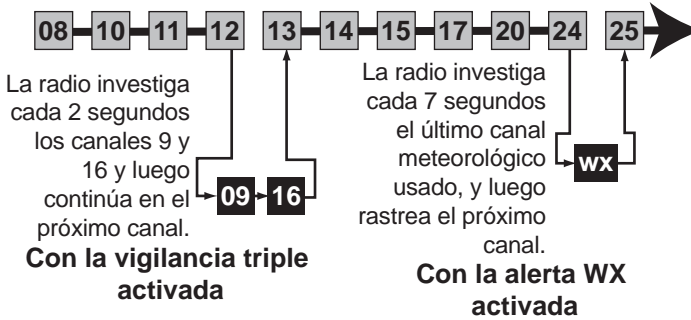 08 10 11 12 13 14 15 17 20 24 25
La radio investiga
cada 2 segundos
los canales 9 y
16 y luego
continúa en el
próximo canal.
09 16
Con la vigilancia triple
activada
La radio investiga
cada 7 segundos
el último canal
meteorológico
usado, y luego
rastrea el próximo
canal.
wx
Con la alerta WX
activada